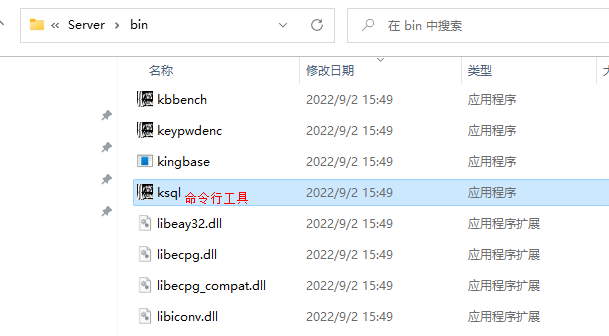 « Server › bin
在 bin 中搜索
名称 修改日期 类型
kbbench 2022/9/2 15:49 应用程序
keypwdenc 2022/9/2 15:49 应用程序
kingbase 2022/9/2 15:49 应用程序
ksql 命令行工具 2022/9/2 15:49 应用程序
libeay32.dll 2022/9/2 15:49 应用程序扩展
libecpg.dll 2022/9/2 15:49 应用程序扩展
libecpg_compat.dll 2022/9/2 15:49 应用程序扩展
libiconv.dll 2022/9/2 15:49 应用程序扩展